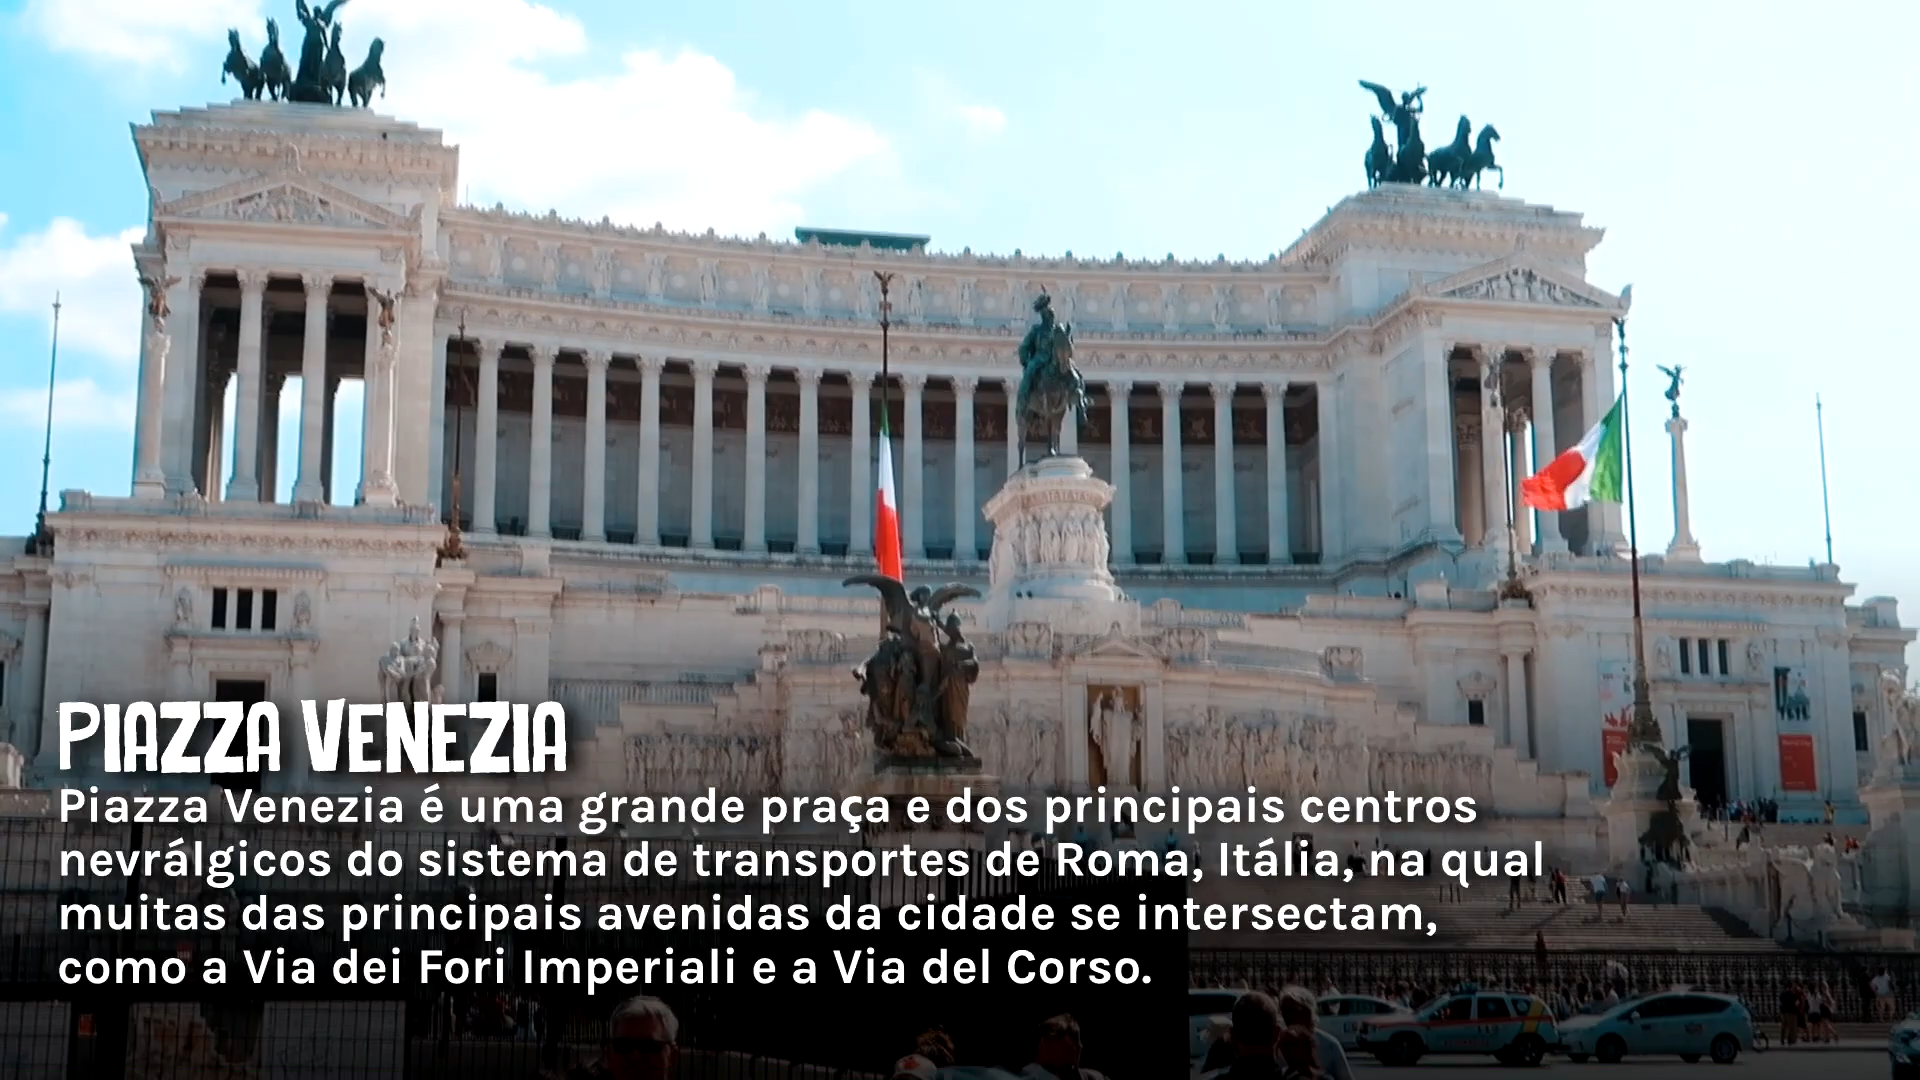 PIAZZA VENEZIA
Piazza Venezia é uma grande praça e dos principais centros
nevrálgicos do sistema de transportes de Roma, Itália, na qual
muitas das principais avenidas da cidade se intersectam,
como a Via dei Fori Imperiali e a Via del Corso.